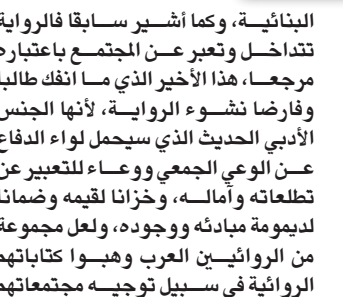 البنائية، وكما أشير سابقا فالرواية
تتداخل وتعبر عن المجتمع باعتباره
مرجعا، هذا الأخير الذي ما انفك طالبا
وفارضا نشوء الرواية، لأنها الجنس
الأدبي الحديث الذي سيحمل لواء الدفاع
عن الوعي الجمعي ووعاء للتعبير عن
تطلعاته وآماله، وخزانا لقيمه وضمانا
لديمومة مبادئه ووجوده، ولعل مجموعة
من الروائيين العرب وهبوا كتاباتهم
الروائية في سبيل توجيه مجتمعاتهم